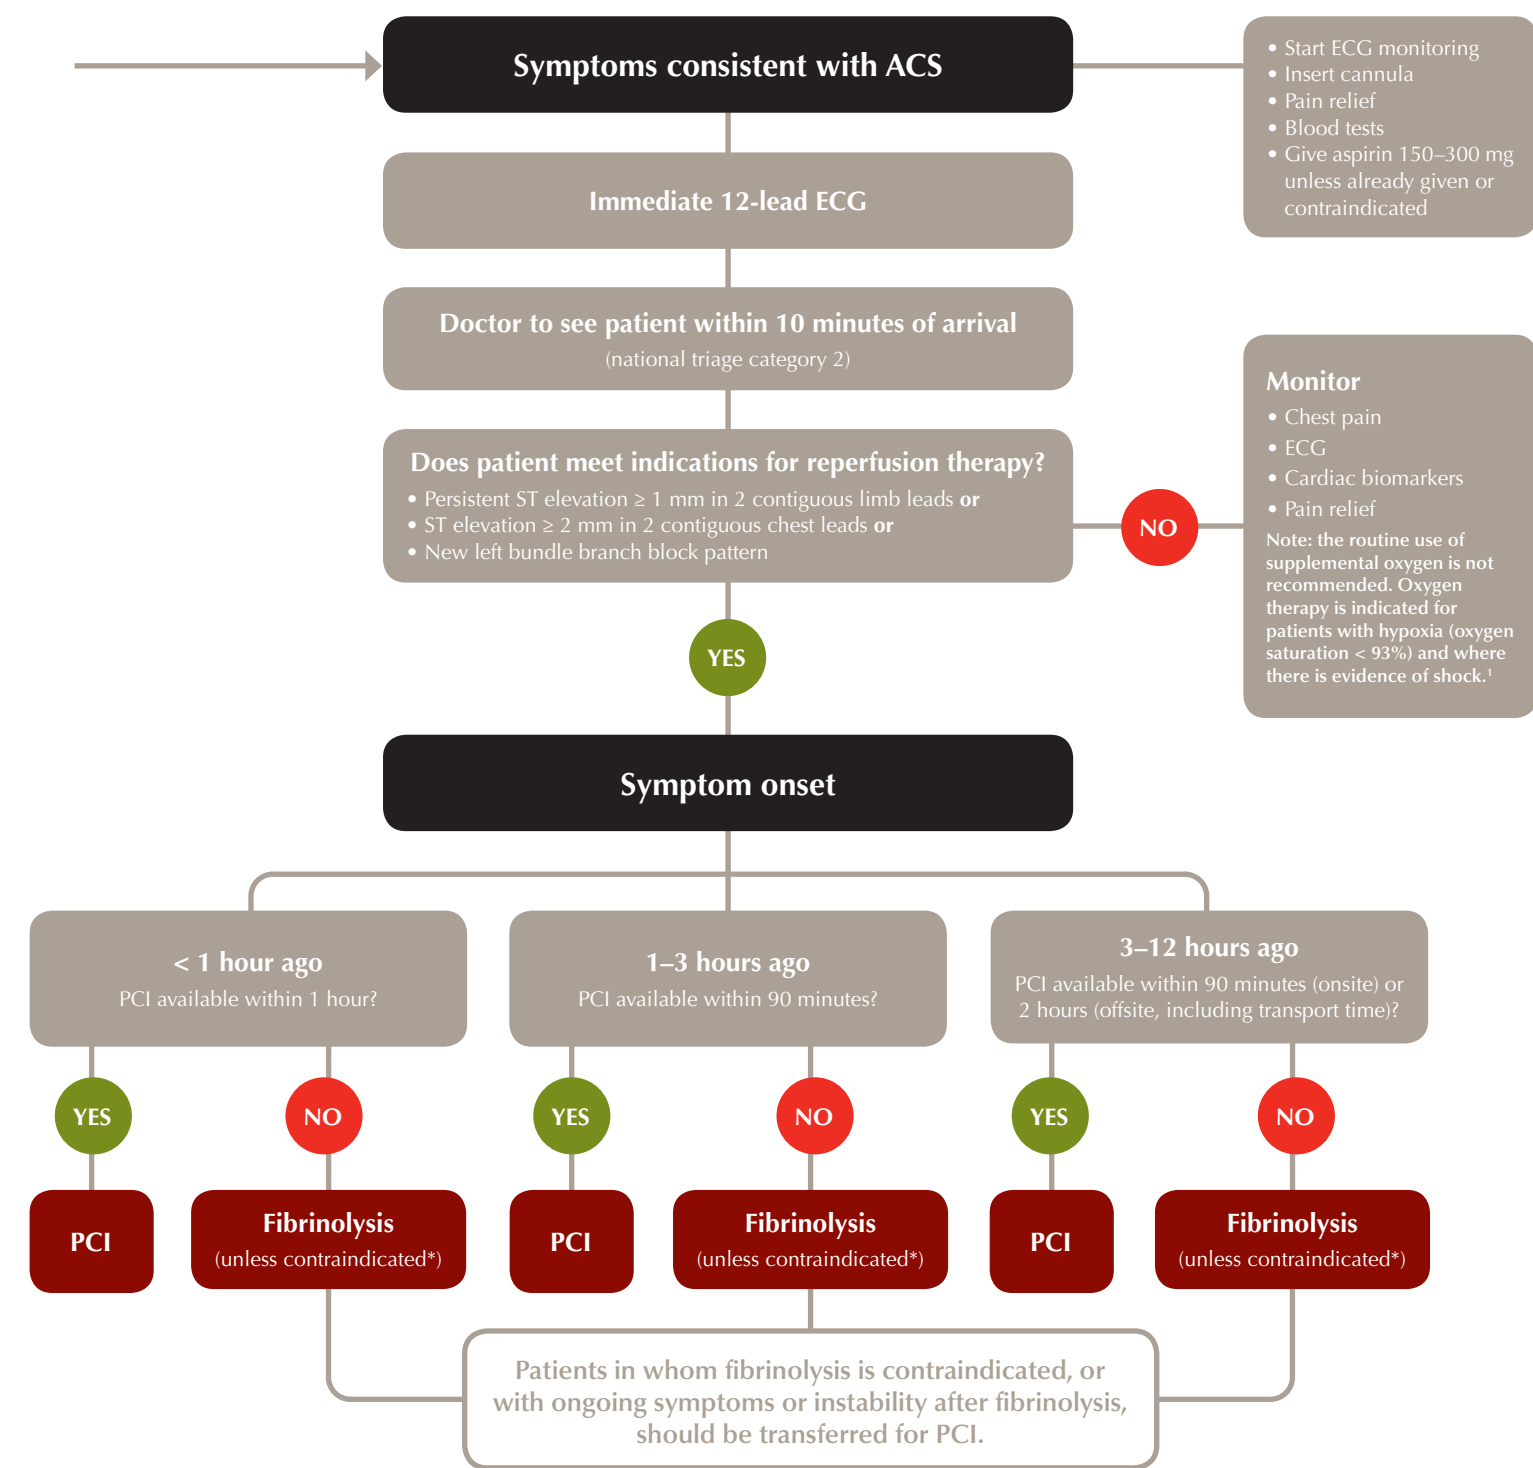 Symptoms consistent with ACS
• Start ECG monitoring
• Insert cannula
• Pain relief
• Blood tests
• Give aspirin 150–300 mg
unless already given or
contraindicated
Immediate 12-lead ECG
Doctor to see patient within 10 minutes of arrival
(national triage category 2)
Does patient meet indications for reperfusion therapy?
• Persistent ST elevation ≥ 1 mm in 2 contiguous limb leads or
• ST elevation ≥ 2 mm in 2 contiguous chest leads or
• New left bundle branch block pattern
NO
Monitor
• Chest pain
• ECG
• Cardiac biomarkers
• Pain relief
Note: the routine use of
supplemental oxygen is not
recommended. Oxygen
therapy is indicated for
patients with hypoxia (oxygen
saturation < 93%) and where
there is evidence of shock.¹
YES
Symptom onset
< 1 hour ago
PCI available within 1 hour?
1–3 hours ago
PCI available within 90 minutes?
3–12 hours ago
PCI available within 90 minutes (onsite) or
2 hours (offsite, including transport time)?
YES
NO
YES
NO
YES
NO
PCI
Fibrinolysis
(unless contraindicated*)
PCI
Fibrinolysis
(unless contraindicated*)
PCI
Fibrinolysis
(unless contraindicated*)
Patients in whom fibrinolysis is contraindicated, or
with ongoing symptoms or instability after fibrinolysis,
should be transferred for PCI.